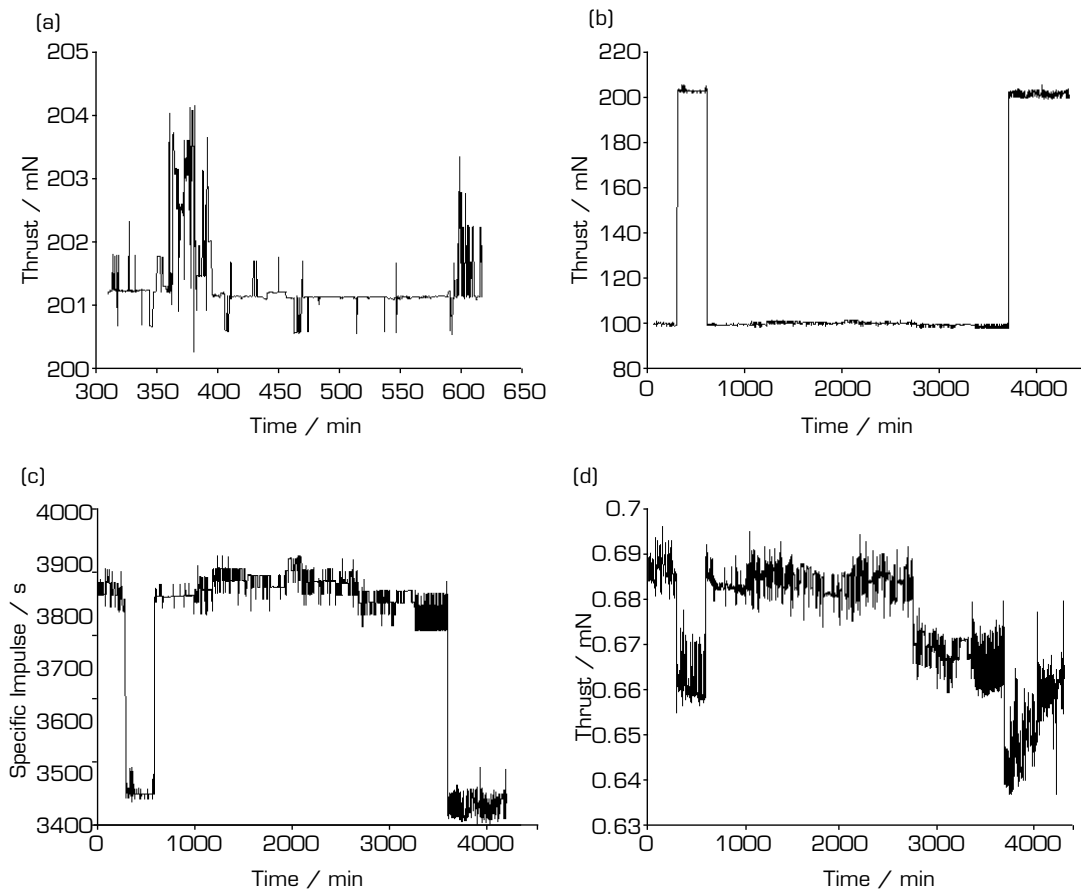 (a)
205
204
203
202
201
200
Thrust / mN
300 350 400 450 500 550 600 650
Time / min
(b)
220
200
180
160
140
120
100
80
Thrust / mN
0 1000 2000 3000 4000
Time / min
(c)
4000
3900
3800
3700
3600
3500
3400
Specific Impulse / s
0 1000 2000 3000 4000
Time / min
(d)
0.7
0.69
0.68
0.67
0.66
0.65
0.64
0.63
Thrust / mN
0 1000 2000 3000 4000
Time / min